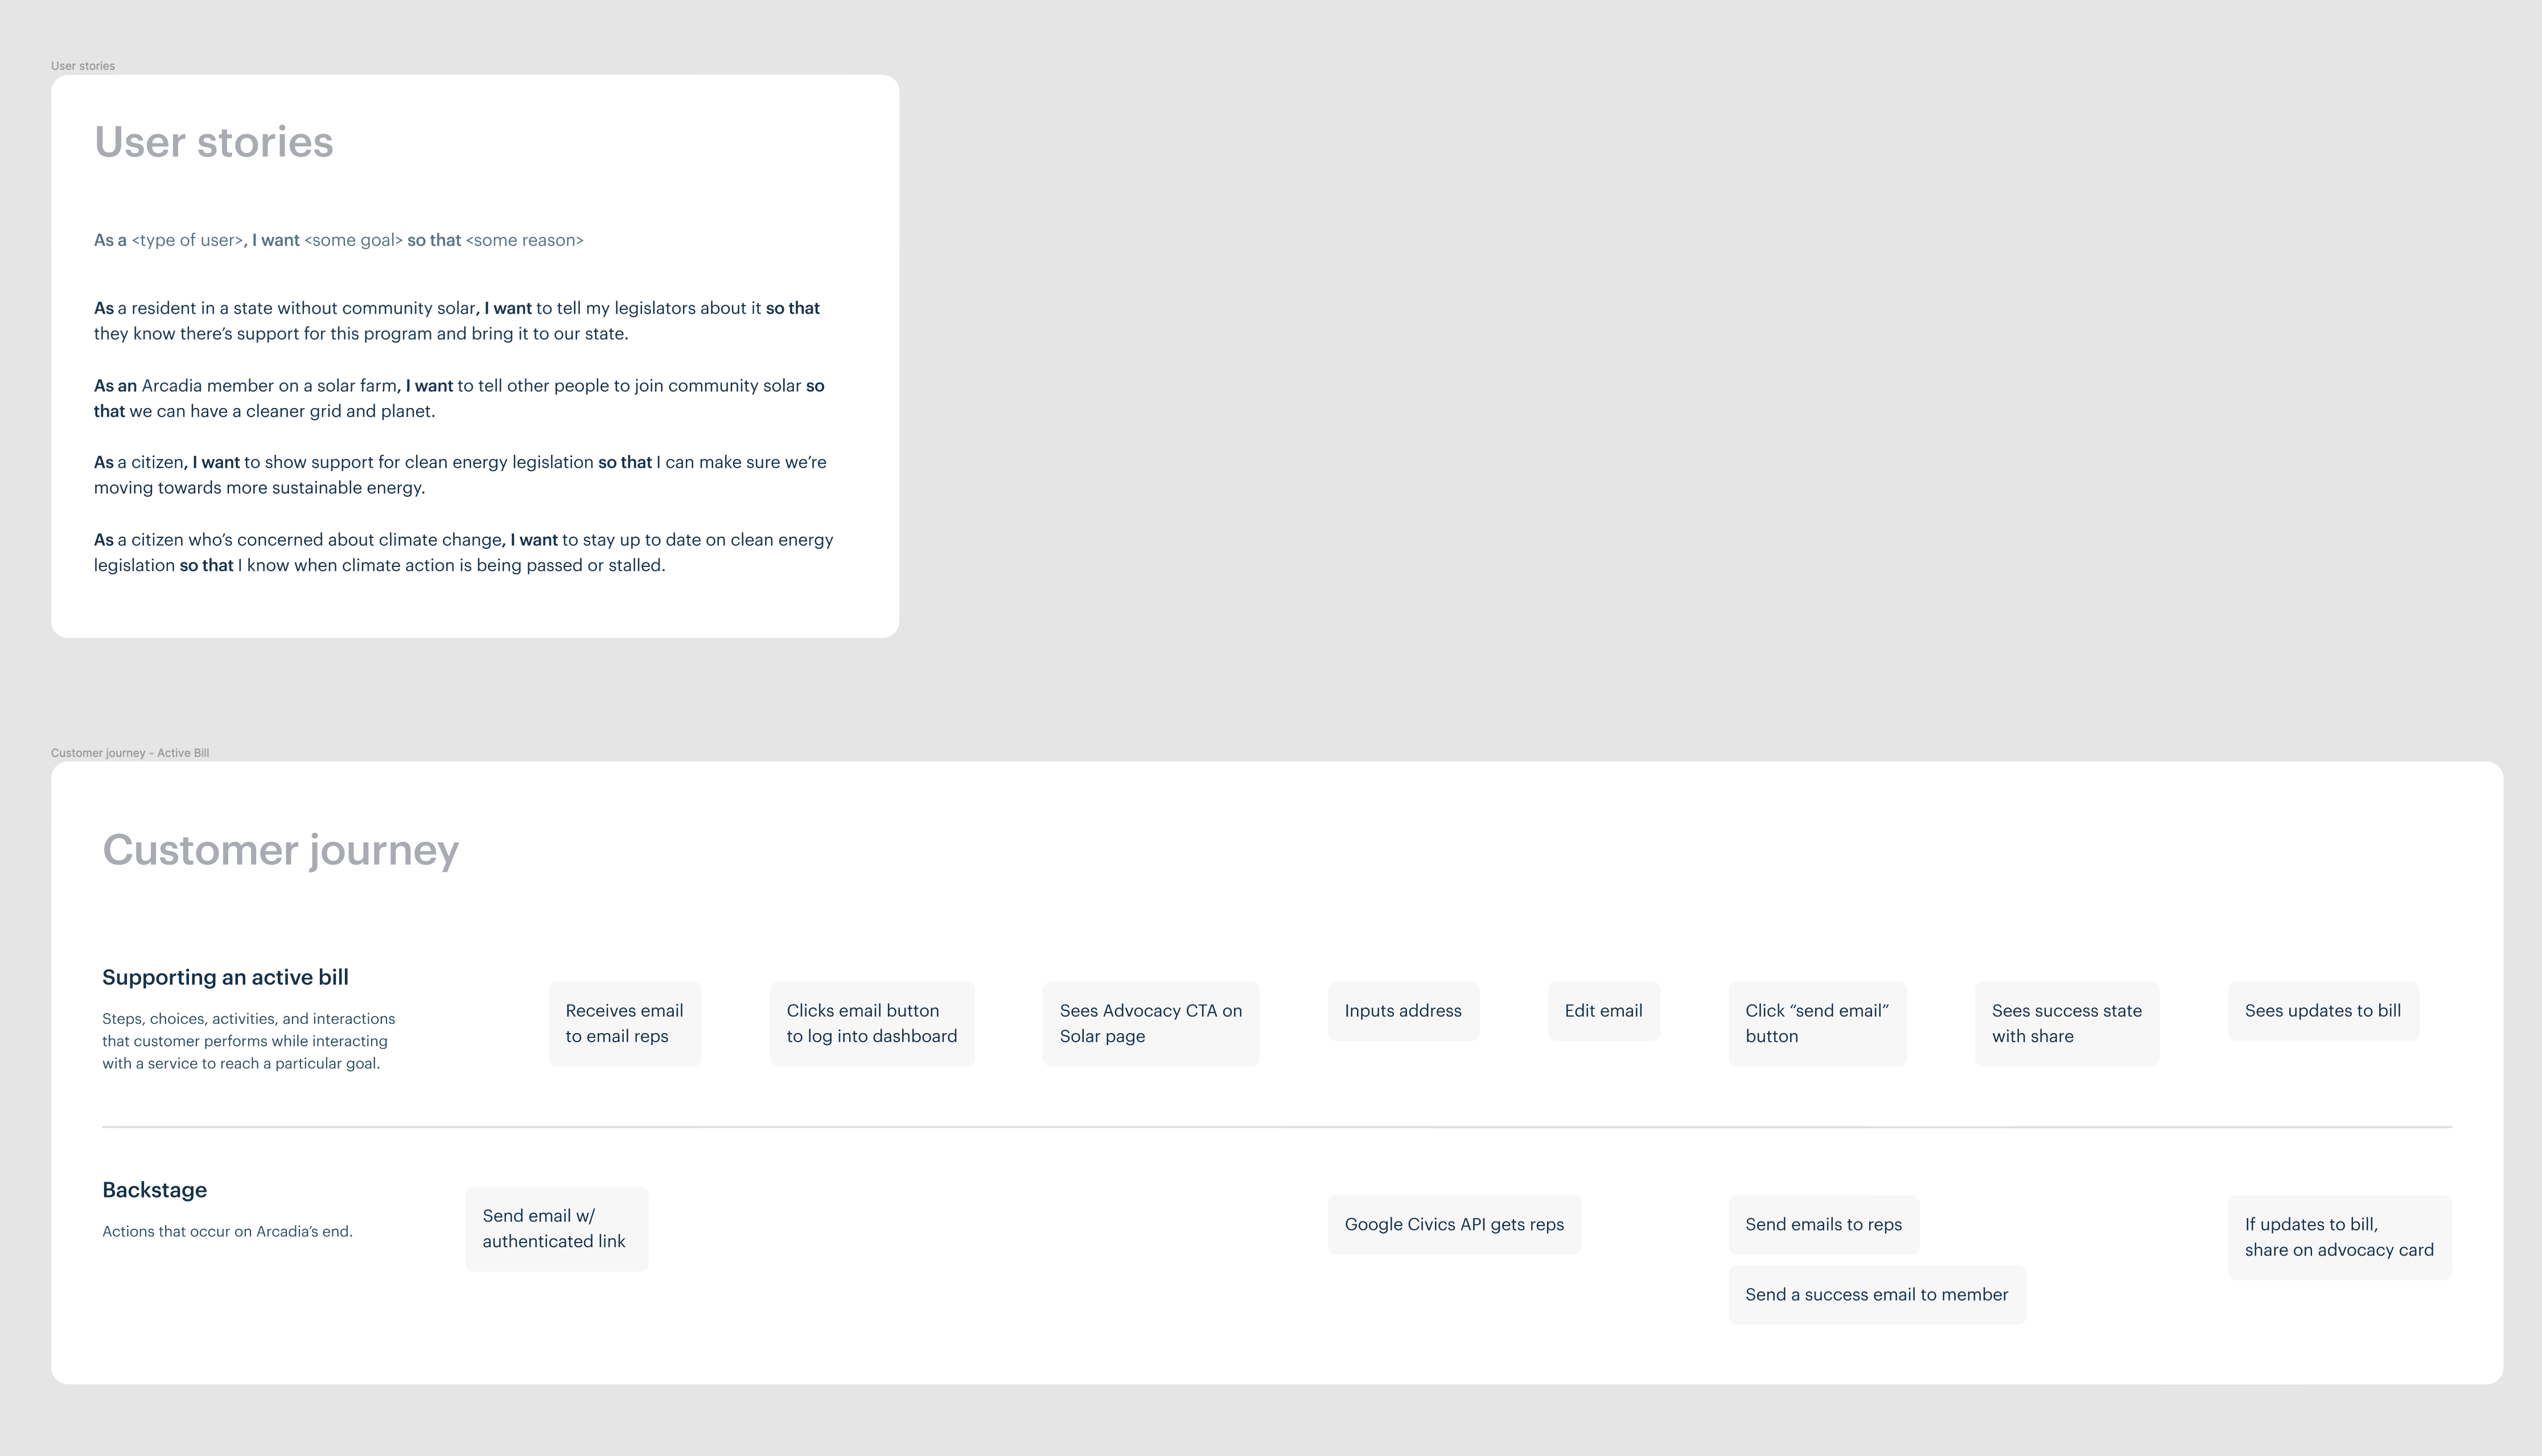 User stories
User stories
As a <type of user>, I want <some goal> so that <some reason>
As a resident in a state without community solar, I want to tell my legislators about it so that
they know there’s support for this program and bring it to our state.
As an Arcadia member on a solar farm, I want to tell other people to join community solar so
that we can have a cleaner grid and planet.
As a citizen, I want to show support for clean energy legislation so that I can make sure we’re
moving towards more sustainable energy.
As a citizen who’s concerned about climate change, I want to stay up to date on clean energy
legislation so that I know when climate action is being passed or stalled.
Customer journey - Active Bill
Customer journey
Supporting an active bill
Steps, choices, activities, and interactions
that customer performs while interacting
with a service to reach a particular goal.
Receives email
to email reps
Clicks email button
to log into dashboard
Sees Advocacy CTA on
Solar page
Inputs address
Edit email
Click “send email”
button
Sees success state
with share
Sees updates to bill
Backstage
Actions that occur on Arcadia’s end.
Send email w/
authenticated link
Google Civics API gets reps
Send emails to reps
Send a success email to member
If updates to bill,
share on advocacy card